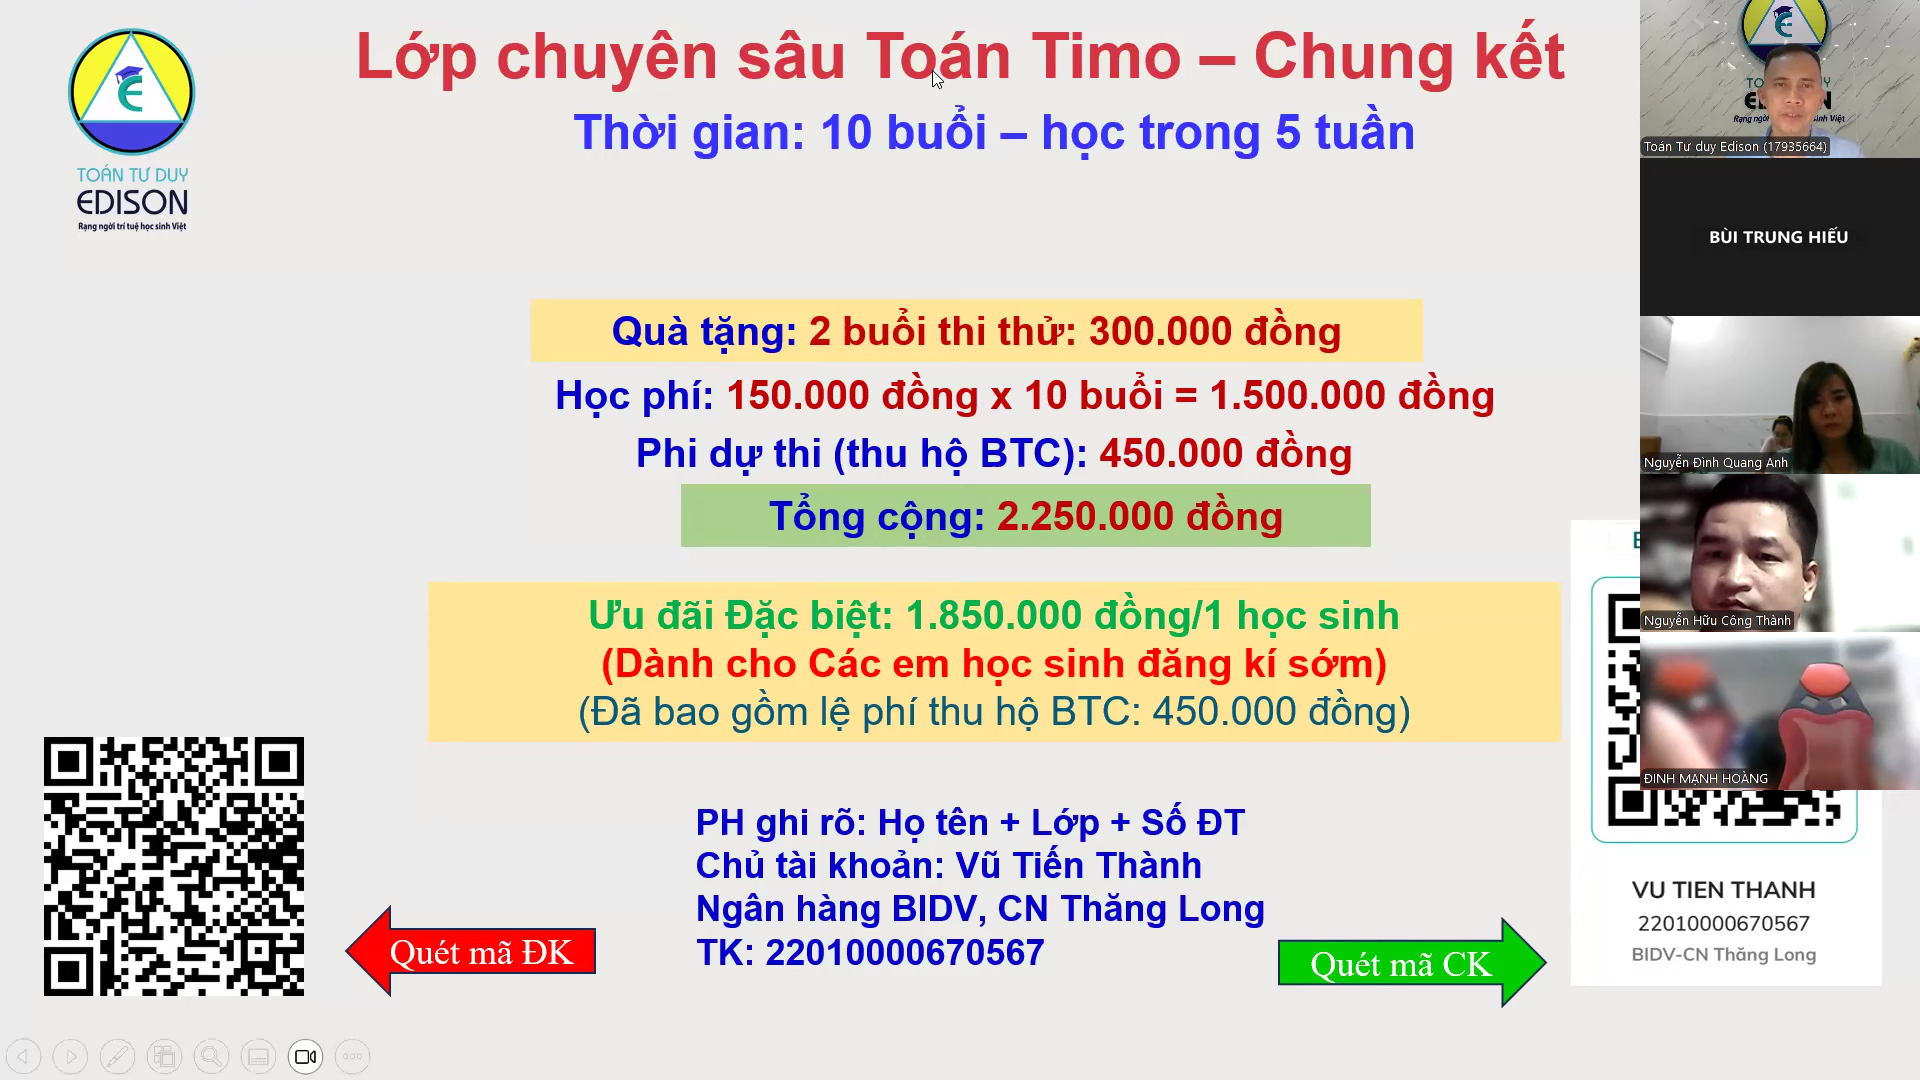 Lớp chuyên sâu Toán Timo – Chung kết
Thời gian: 10 buổi – học trong 5 tuần
E
TOÁN TƯ DUY
EDISON
Rạng ngời trí tuệ học sinh Việt
Quà tặng: 2 buổi thi thử: 300.000 đồng
Học phí: 150.000 đồng x 10 buổi = 1.500.000 đồng
Phi dự thi (thu hộ BTC): 450.000 đồng
Tổng cộng: 2.250.000 đồng
Ưu đãi Đặc biệt: 1.850.000 đồng/1 học sinh
(Dành cho Các em học sinh đăng kí sớm)
(Đã bao gồm lệ phí thu hộ BTC: 450.000 đồng)
PH ghi rõ: Họ tên + Lớp + Số ĐT
Chủ tài khoản: Vũ Tiến Thành
Ngân hàng BIDV, CN Thăng Long
TK: 22010000670567
Quét mã ĐK
Quét mã CK
VU TIEN THANH
22010000670567
BIDV-CN Thăng Long
Toán Tư duy Edison (17935664)
BÙI TRUNG HIẾU
Nguyễn Đình Quang Anh
Nguyễn Hữu Công Thành
ĐINH MẠNH HOÀNG